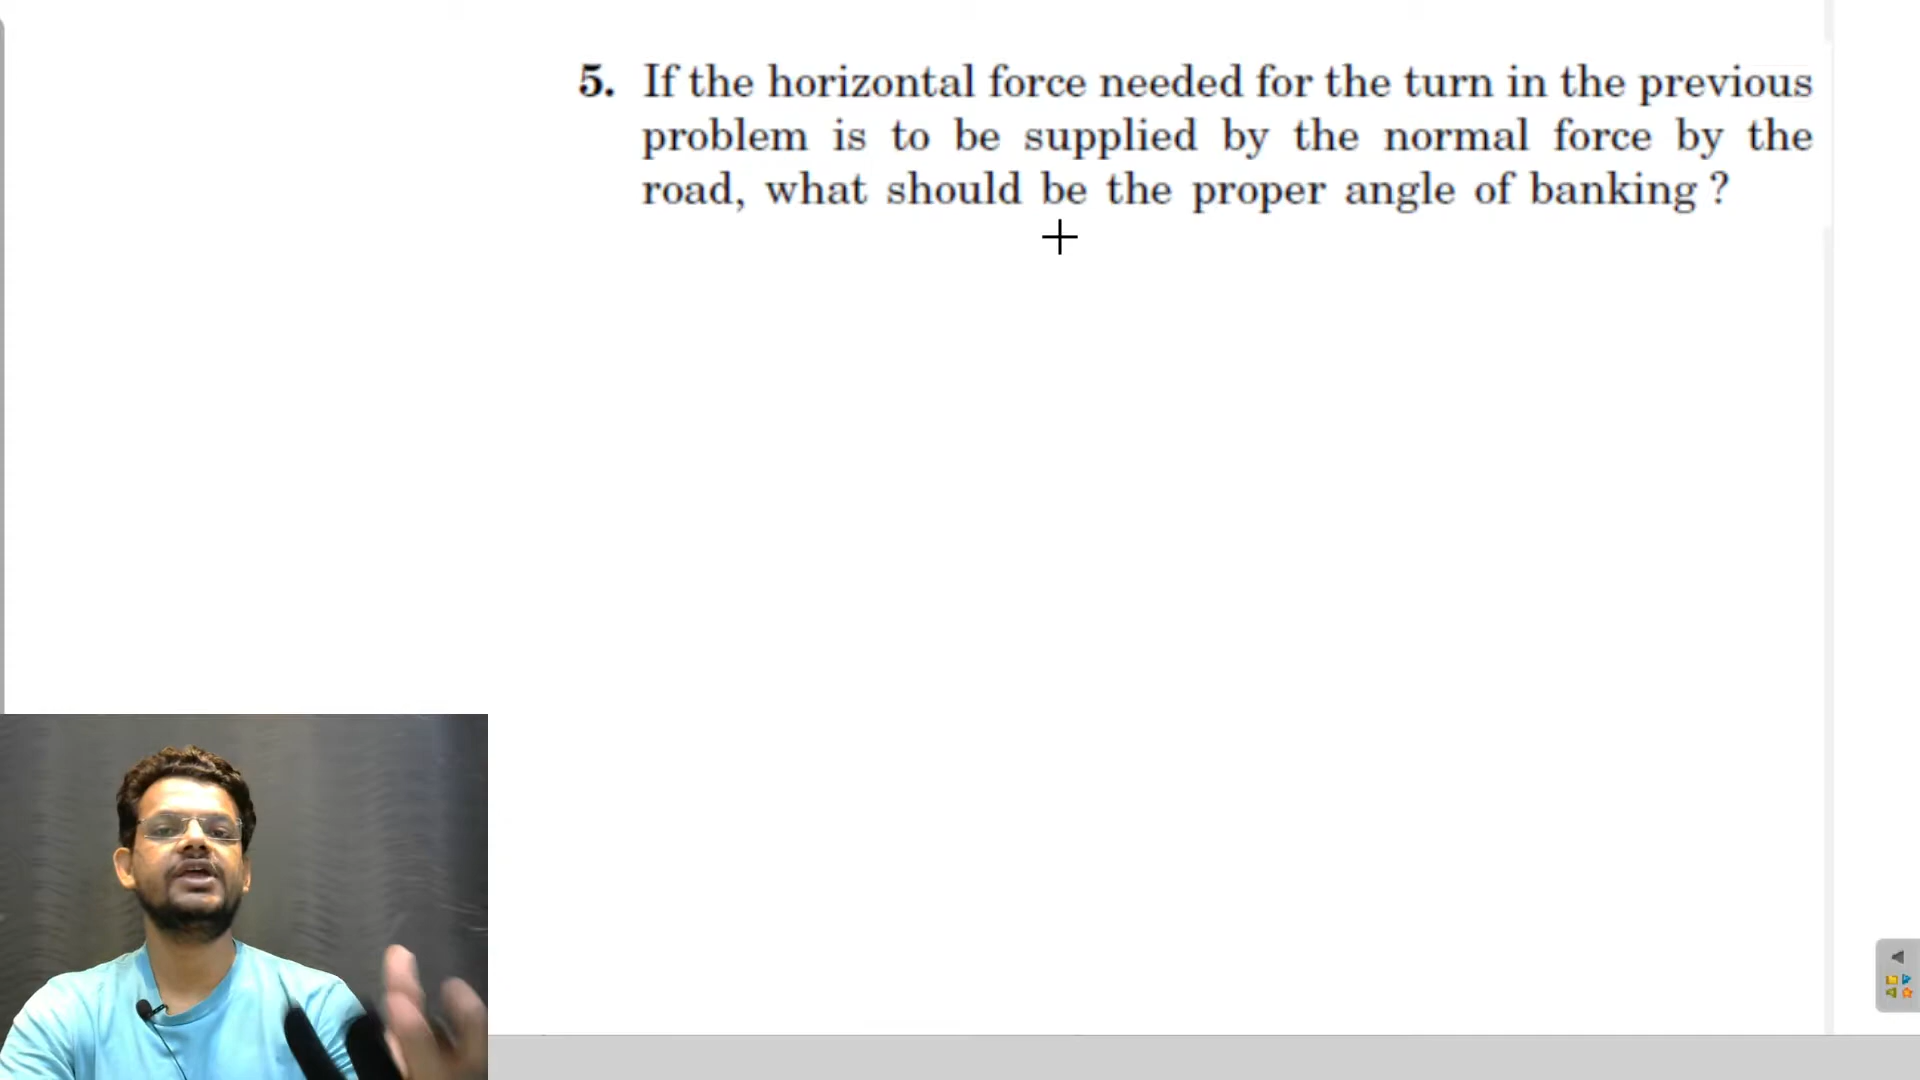 5. If the horizontal force needed for the turn in the previous
problem is to be supplied by the normal force by the
road, what should be the proper angle of banking ?